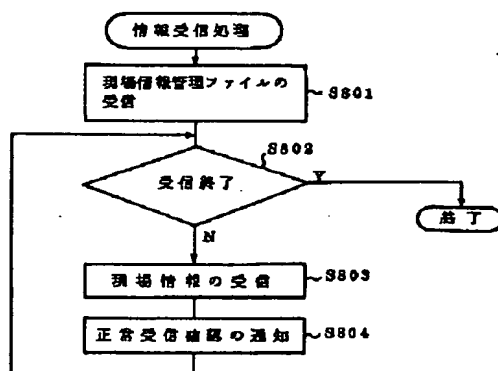 情報受信処理
現場情報管理ファイルの
受信
S801
S802
受信終了
Y
終了
N
現場情報の受信
S803
正常受信確認の通知
S804